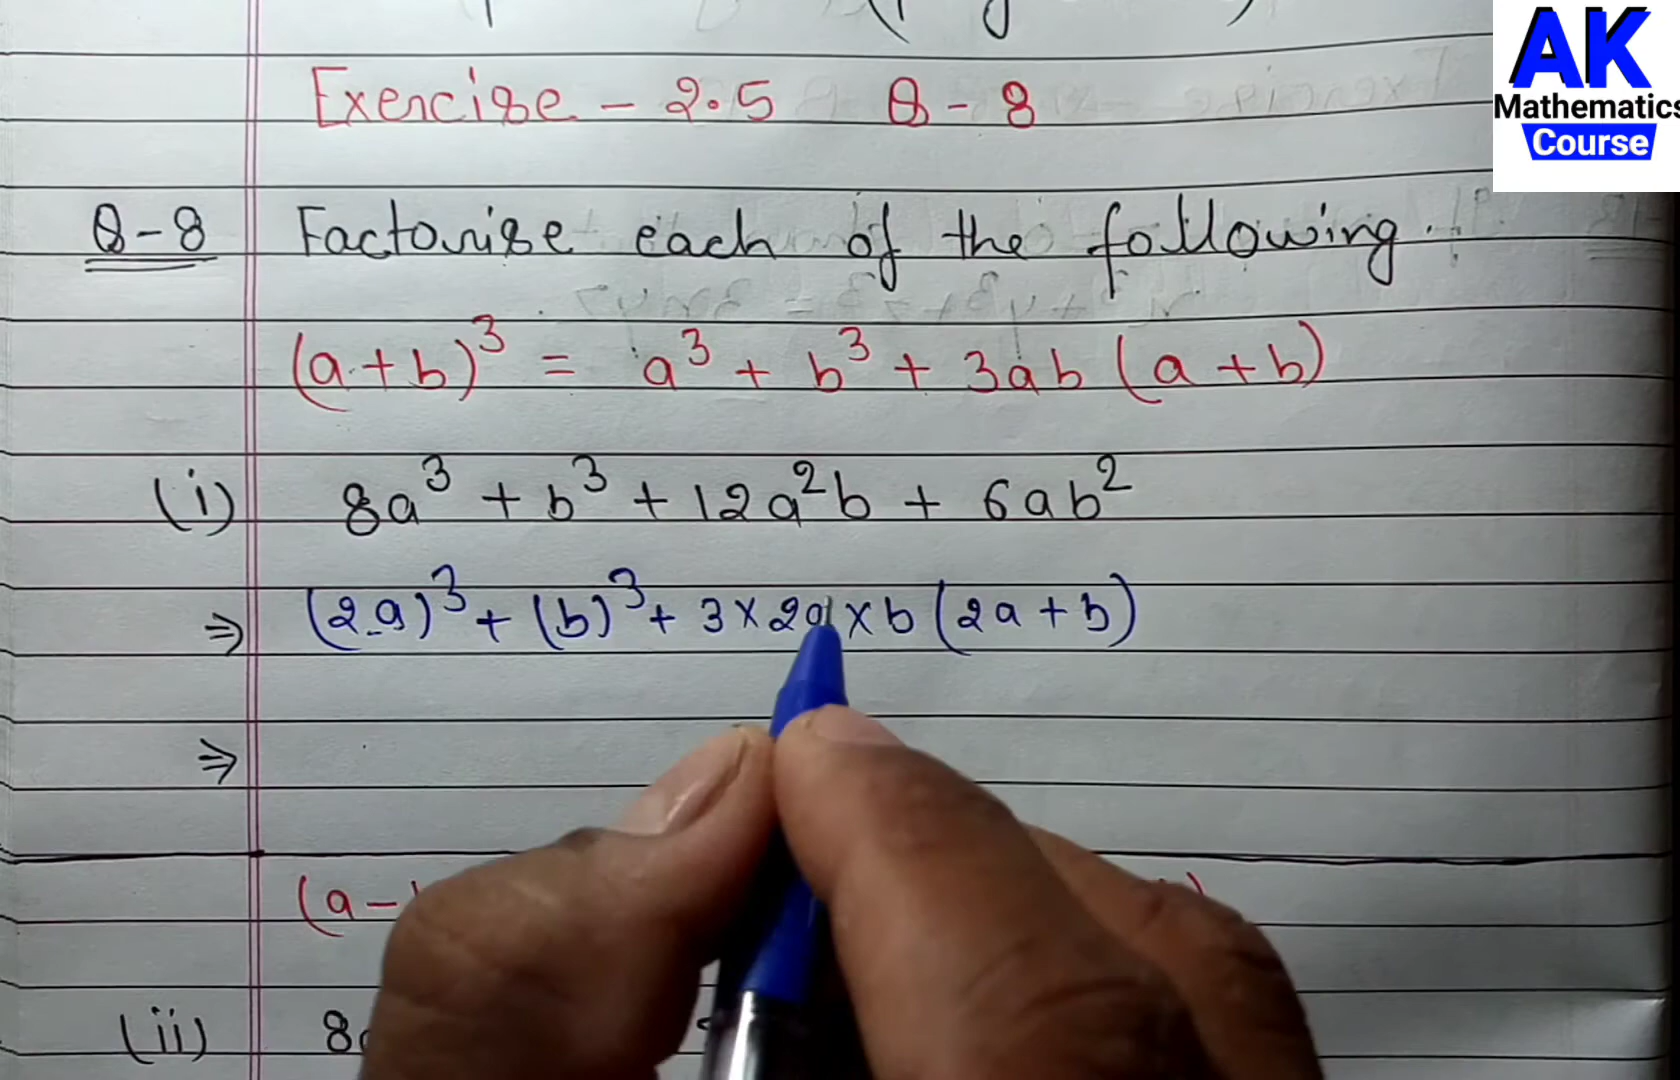 AK
Mathematics
Course
Exercise - 2.5 Q - 8
Q-8 Factorise each of the following.
(a+b)³ = a³ + b³ + 3ab (a + b)
(i) 8a³ + b³ + 12a²b + 6ab²
⇒ (2a)³ + (b)³ + 3 × 2a × b (2a + b)
⇒
(a -
(ii) 8